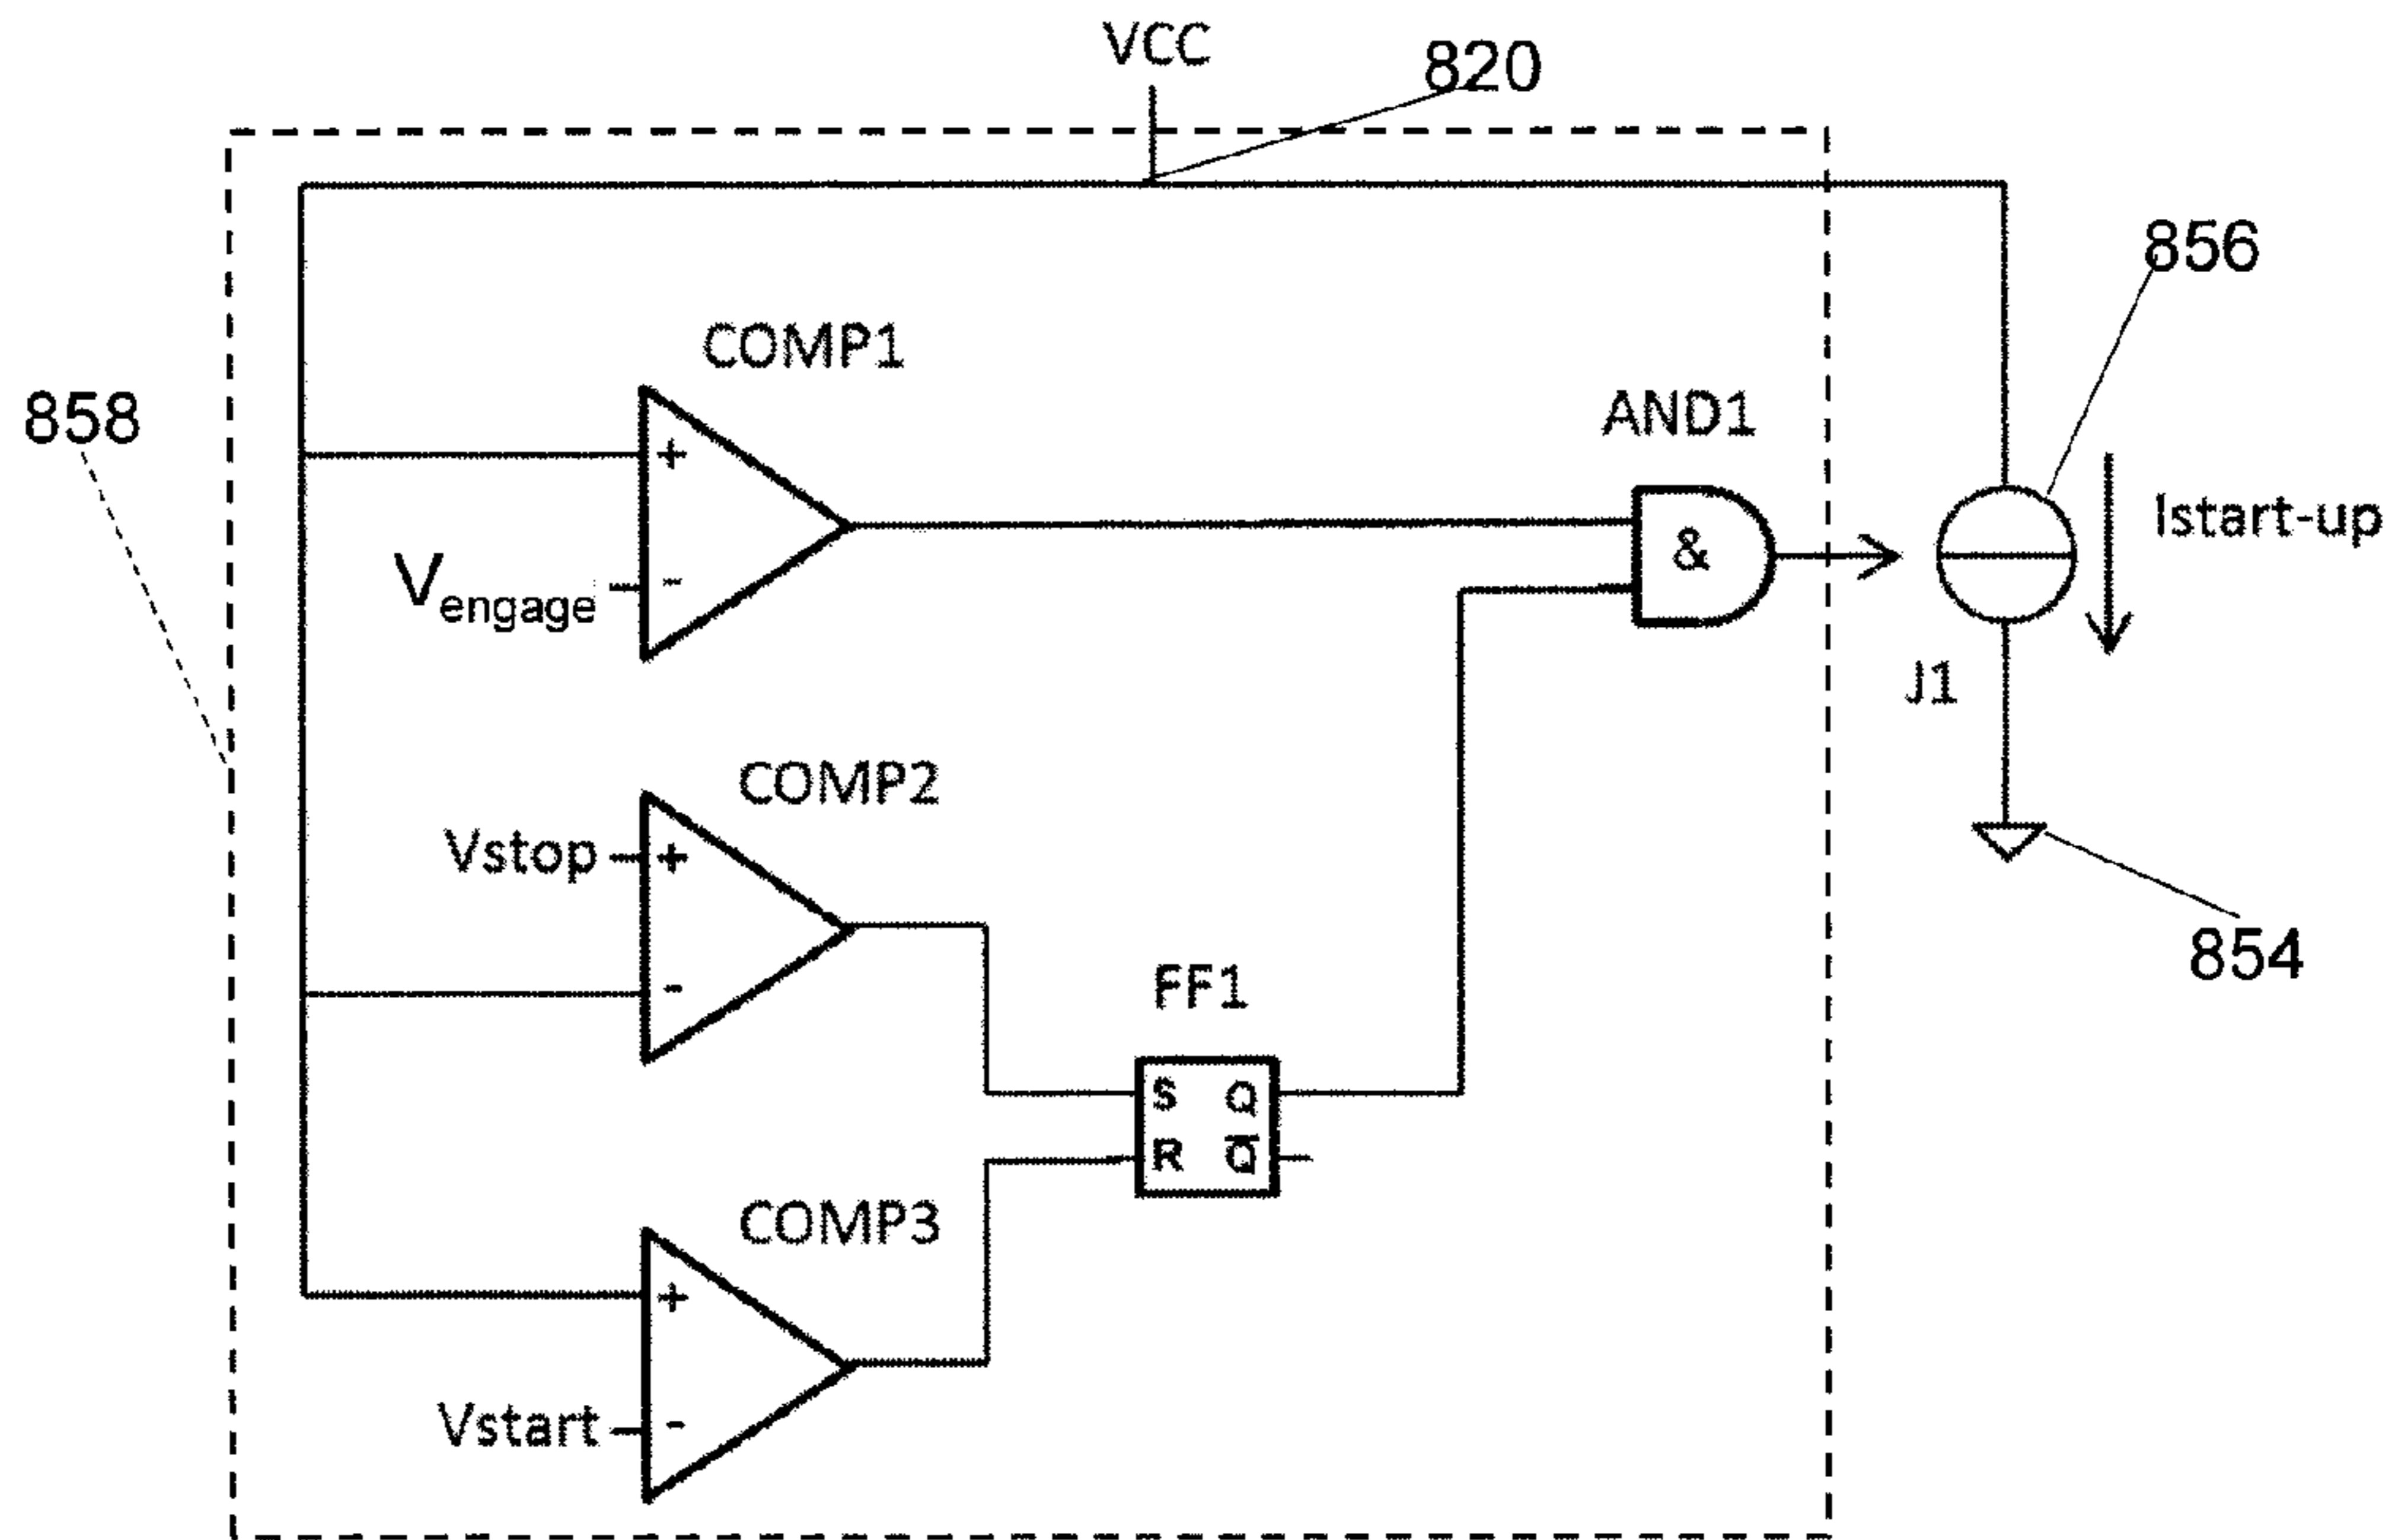 VCC
820
856
COMP1
858
AND1
+
&
Istart-up
-
Vengage
J1
COMP2
Vstop
+
-
854
FF1
S Q
R Q̅
COMP3
+
Vstart
-